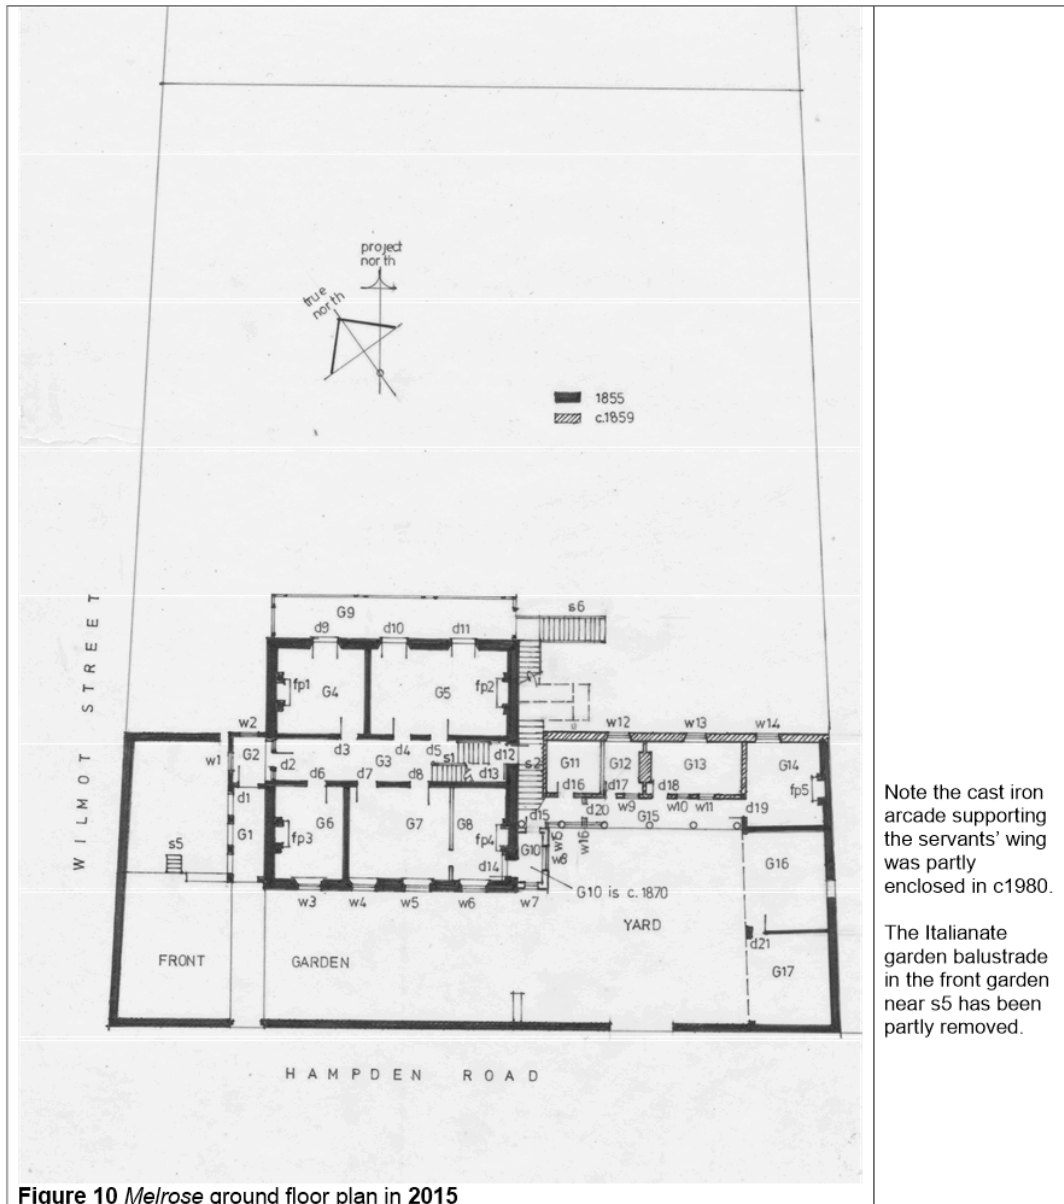 project
north
true
north
1855
c.1859
WILMOT STREET
G9
s6
d9 d10 d11
fp1 G4 G5 fp2
w2 w12 w13 w14
w1 G2 d2 d3 d4 d5 s1 d12 s2 G11 G12 G13 G14
G3 d13
d6 d7 d8 d16 d17 d18 fp5
d1 w9 w10 w11 d19
G6 G7 G8 d15 d20 G15
G1 fp3 fp4 G10 w15 w8 w16 G16
s5 d14
w3 w4 w5 w6 w7 G10 is c.1870
YARD
d21
FRONT GARDEN G17
HAMPDEN ROAD
Note the cast iron
arcade supporting
the servants' wing
was partly
enclosed in c1980.
The Italianate
garden balustrade
in the front garden
near s5 has been
partly removed.
Figure 10 Melrose ground floor plan in 2015